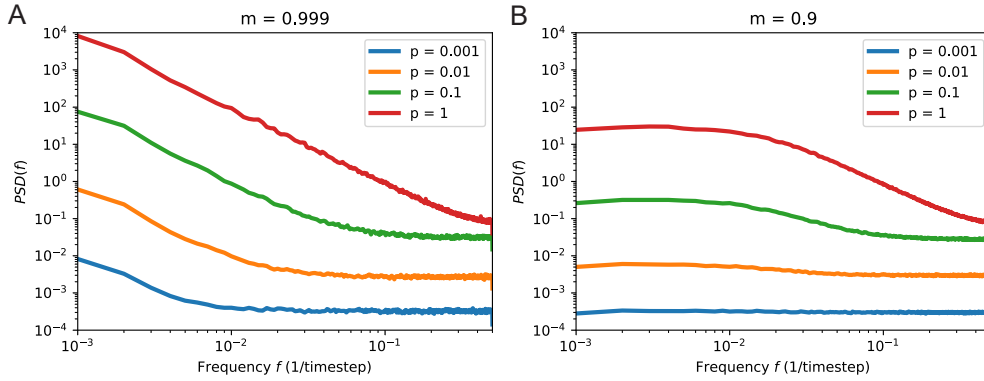 A
m = 0.999
PSD(f)
10^4
10^3
10^2
10^1
10^0
10^-1
10^-2
10^-3
10^-4
p = 0.001
p = 0.01
p = 0.1
p = 1
10^-3
10^-2
10^-1
Frequency f (1/timestep)
B
m = 0.9
PSD(f)
10^4
10^3
10^2
10^1
10^0
10^-1
10^-2
10^-3
10^-4
p = 0.001
p = 0.01
p = 0.1
p = 1
10^-3
10^-2
10^-1
Frequency f (1/timestep)